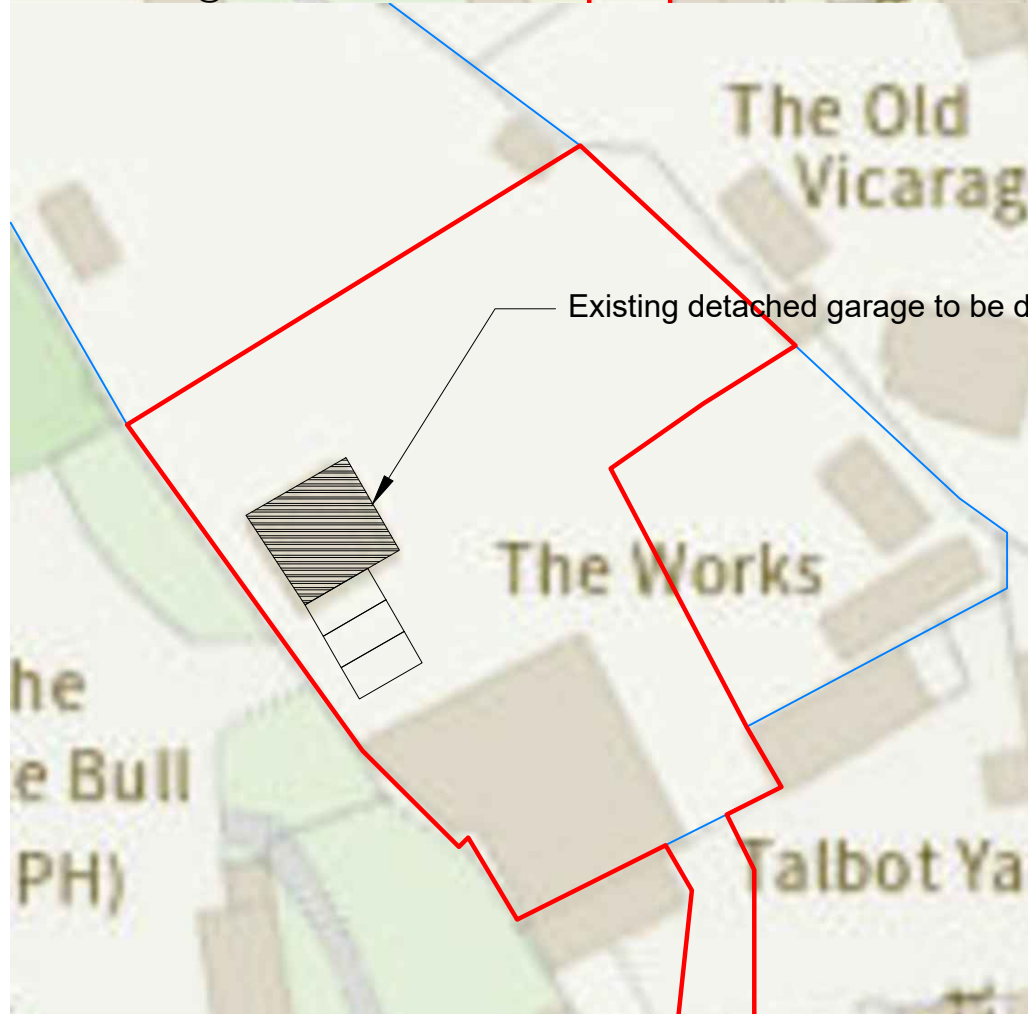 The Old
Vicarag
Existing detached garage to be d
The Works
he
e Bull
PH)
Talbot Ya